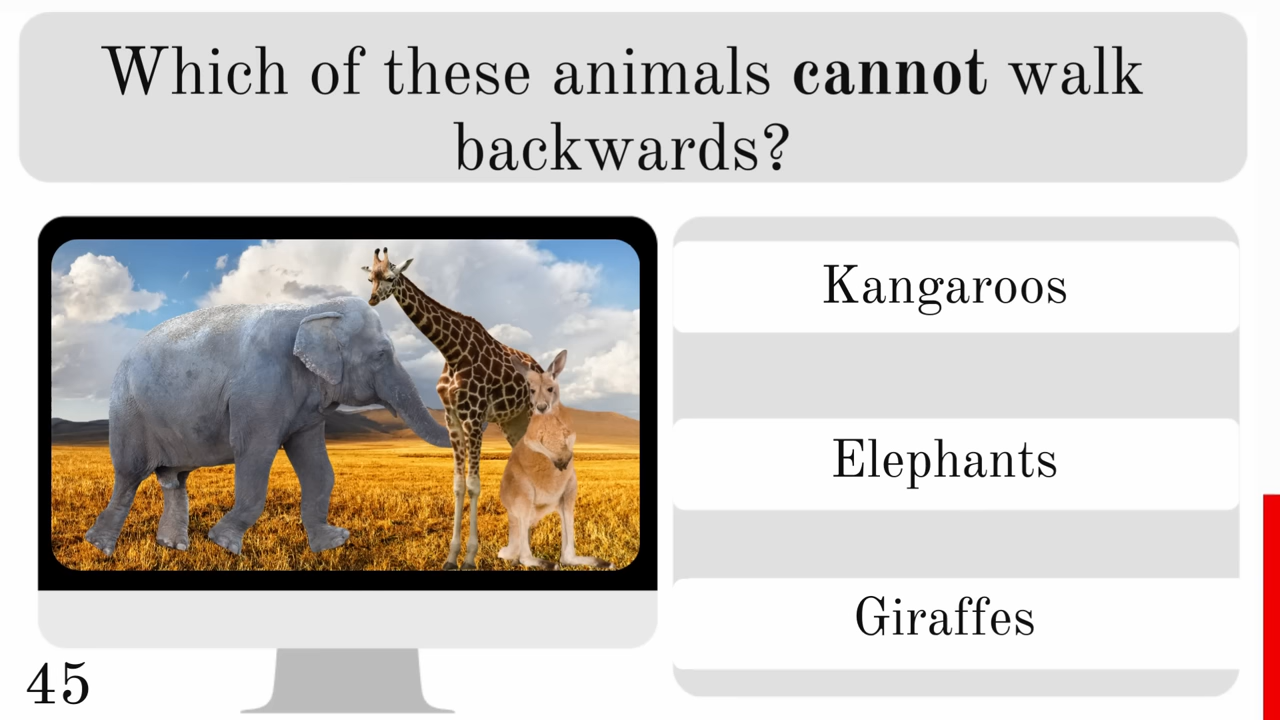 Which of these animals cannot walk
backwards?
Kangaroos
Elephants
Giraffes
45